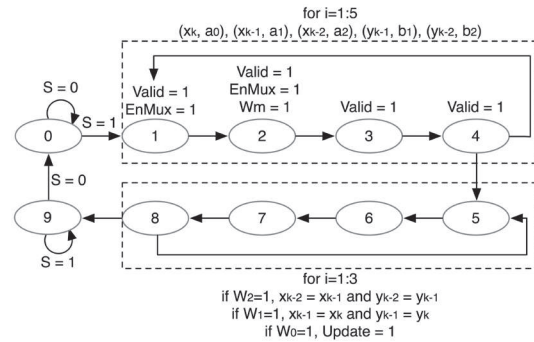 for i=1:5
(xk, a0), (xk-1, a1), (xk-2, a2), (yk-1, b1), (yk-2, b2)
S = 0
Valid = 1
EnMux = 1
Valid = 1
EnMux = 1
Wm = 1
Valid = 1
Valid = 1
S = 1
0
1
2
3
4
S = 0
9
8
7
6
5
S = 1
for i=1:3
if W2=1, xk-2 = xk-1 and yk-2 = yk-1
if W1=1, xk-1 = xk and yk-1 = yk
if W0=1, Update = 1